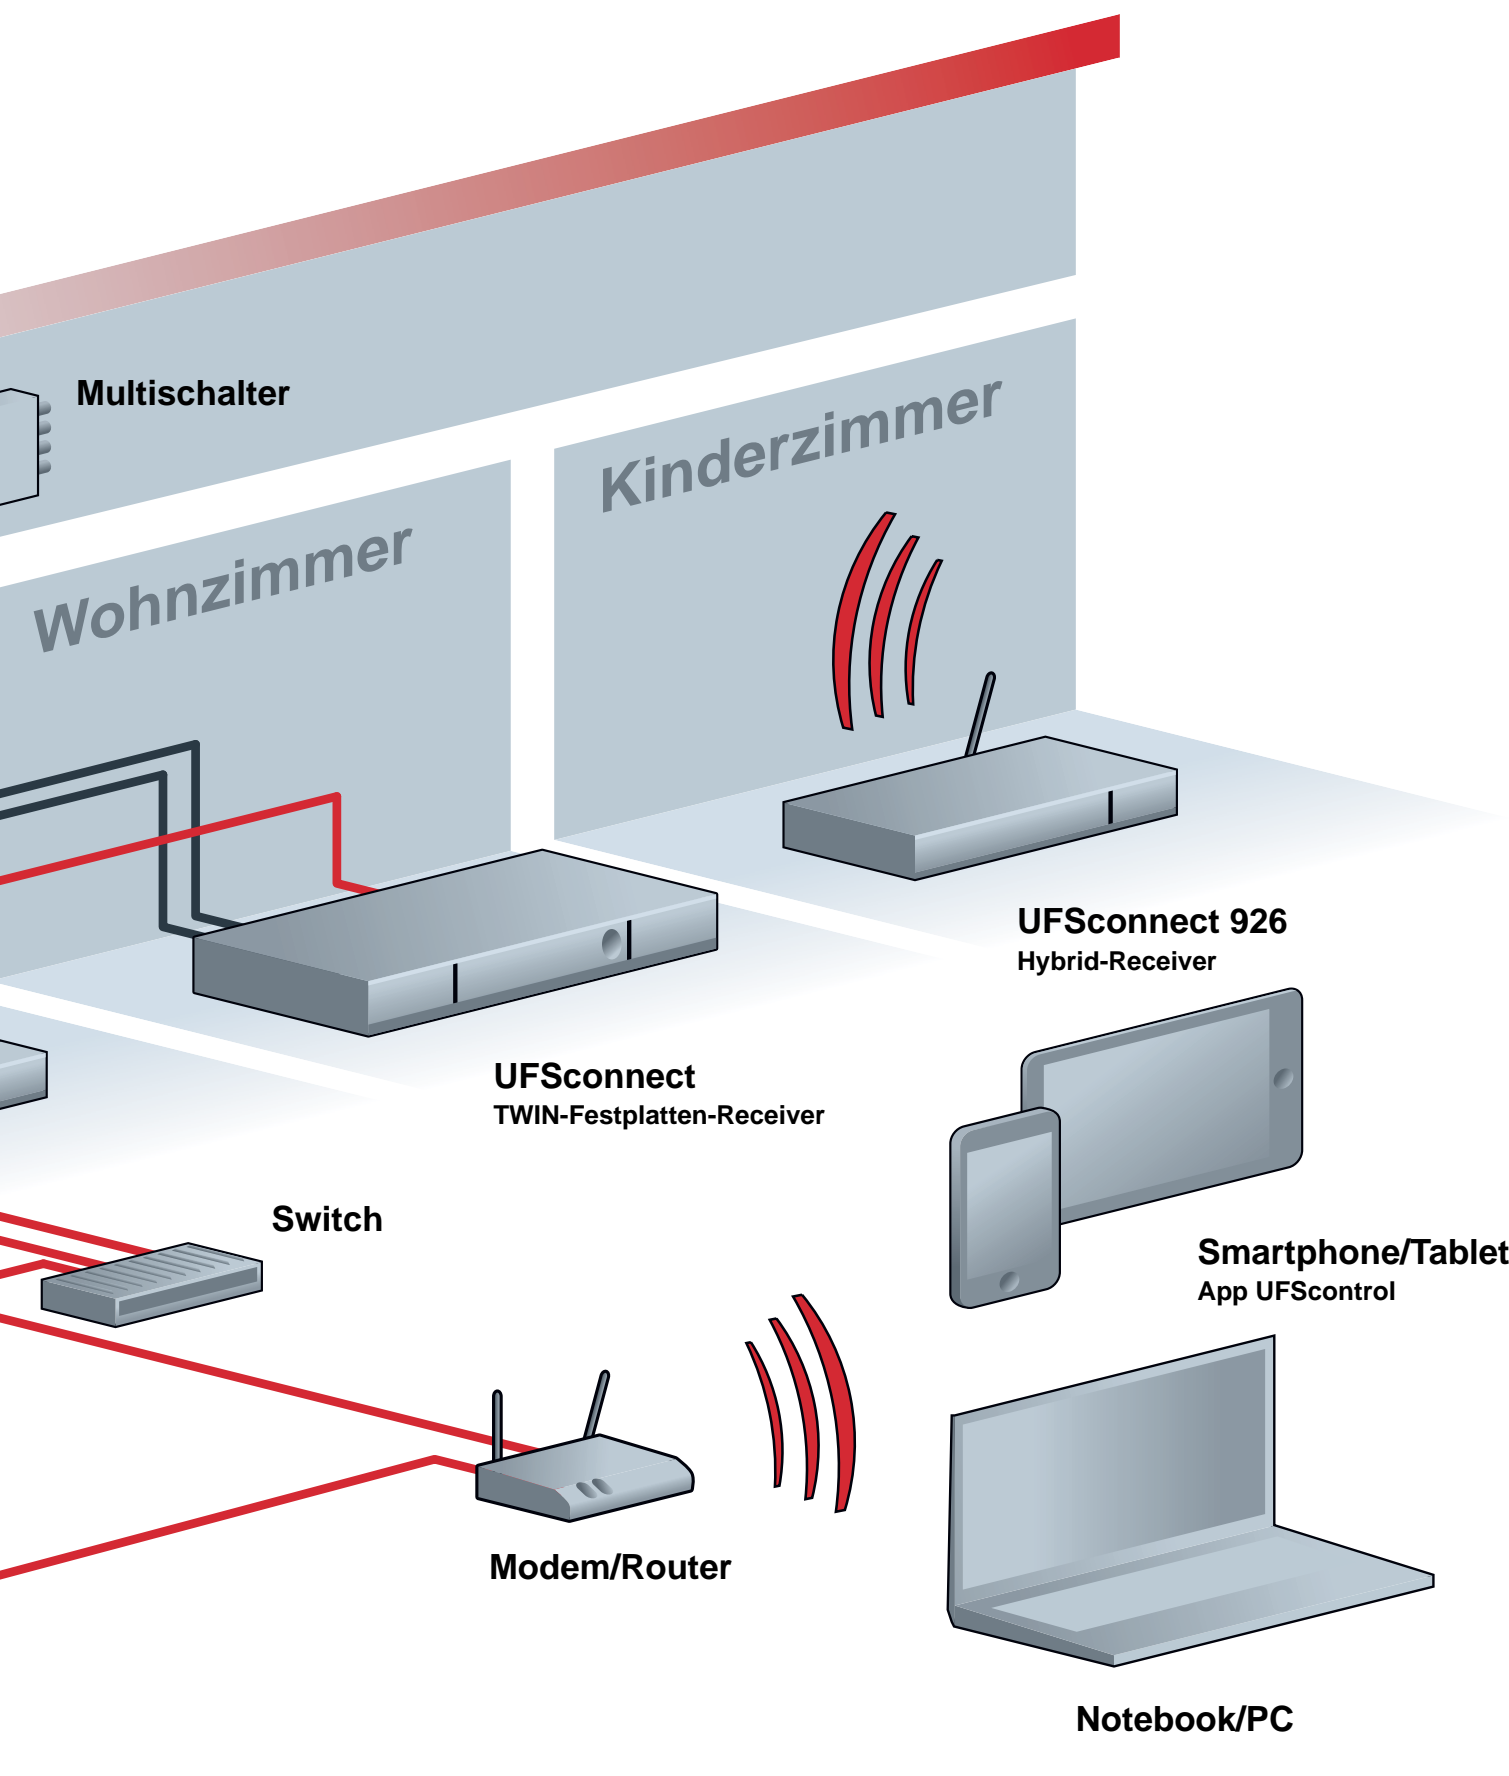 Multischalter
Kinderzimmer
Wohnzimmer
UFSconnect 926
Hybrid-Receiver
UFSconnect
TWIN-Festplatten-Receiver
Switch
Smartphone/Tablet
App UFScontrol
Modem/Router
Notebook/PC